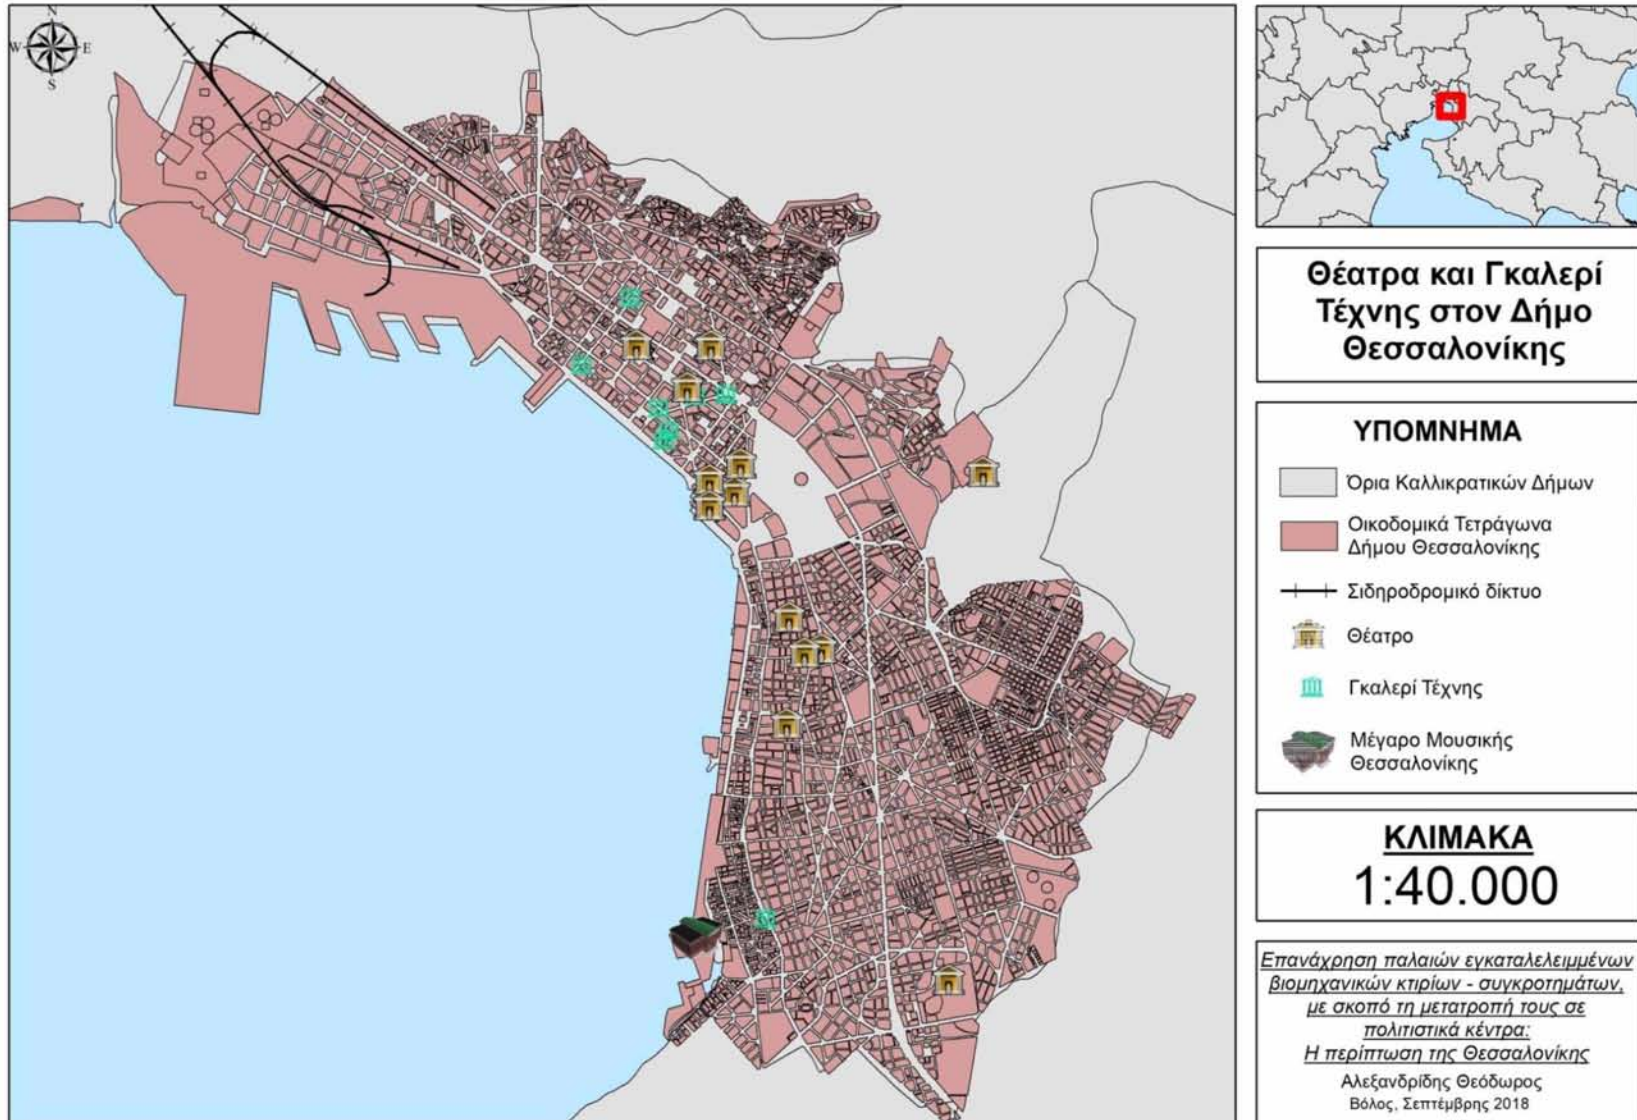 N
W
E
S
Θέατρα και Γκαλερί
Τέχνης στον Δήμο
Θεσσαλονίκης
ΥΠΟΜΝΗΜΑ
Όρια Καλλικρατικών Δήμων
Οικοδομικά Τετράγωνα
Δήμου Θεσσαλονίκης
Σιδηροδρομικό δίκτυο
Θέατρο
Γκαλερί Τέχνης
Μέγαρο Μουσικής
Θεσσαλονίκης
ΚΛΙΜΑΚΑ
1:40.000
Επανάχρηση παλαιών εγκαταλελειμμένων
βιομηχανικών κτιρίων - συγκροτημάτων,
με σκοπό τη μετατροπή τους σε
πολιτιστικά κέντρα:
Η περίπτωση της Θεσσαλονίκης
Αλεξανδρίδης Θεόδωρος
Βόλος, Σεπτέμβρης 2018